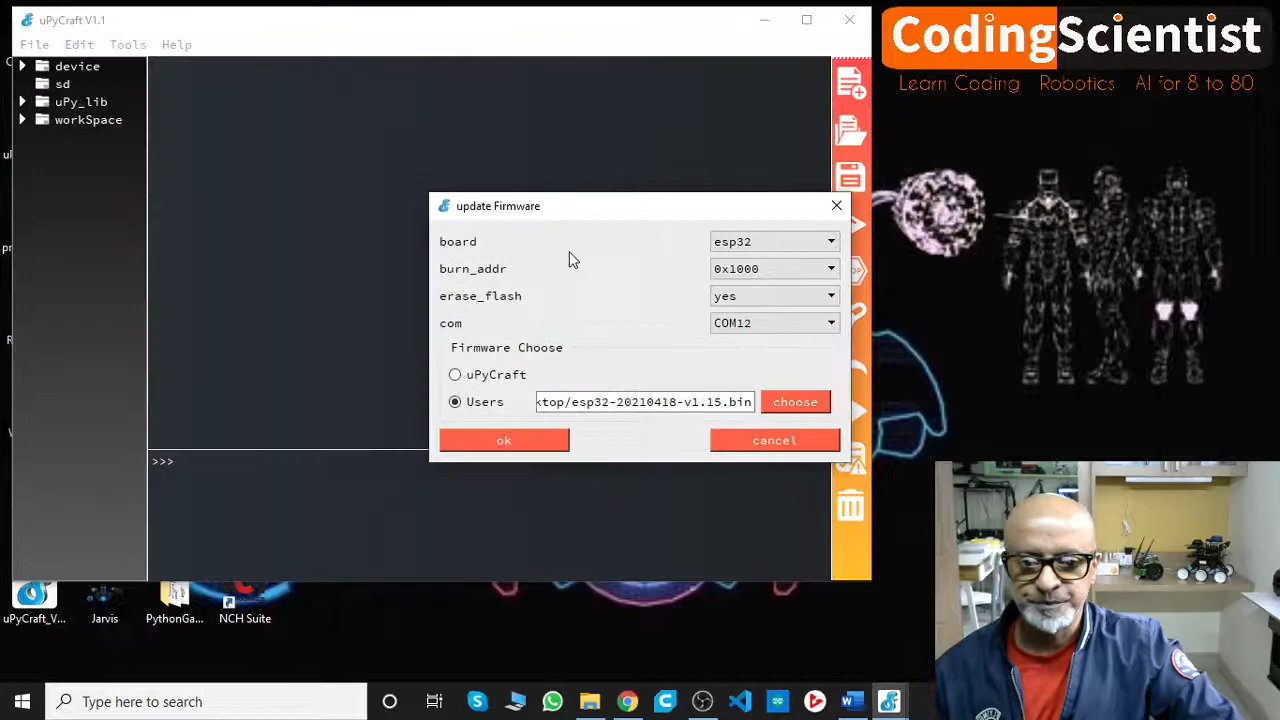 uPyCraft V1.1
File Edit Tools Help
device
sd
uPy_lib
workSpace
>>>
update Firmware
board esp32
burn_addr 0x1000
erase_flash yes
com COM12
Firmware Choose
uPyCraft
Users top/esp32-20210418-v1.15.bin choose
ok cancel
CodingScientist
Learn Coding Robotics AI for 8 to 80
uPyCraft_V...
Jarvis
PythonGa...
NCH Suite
Type here to search